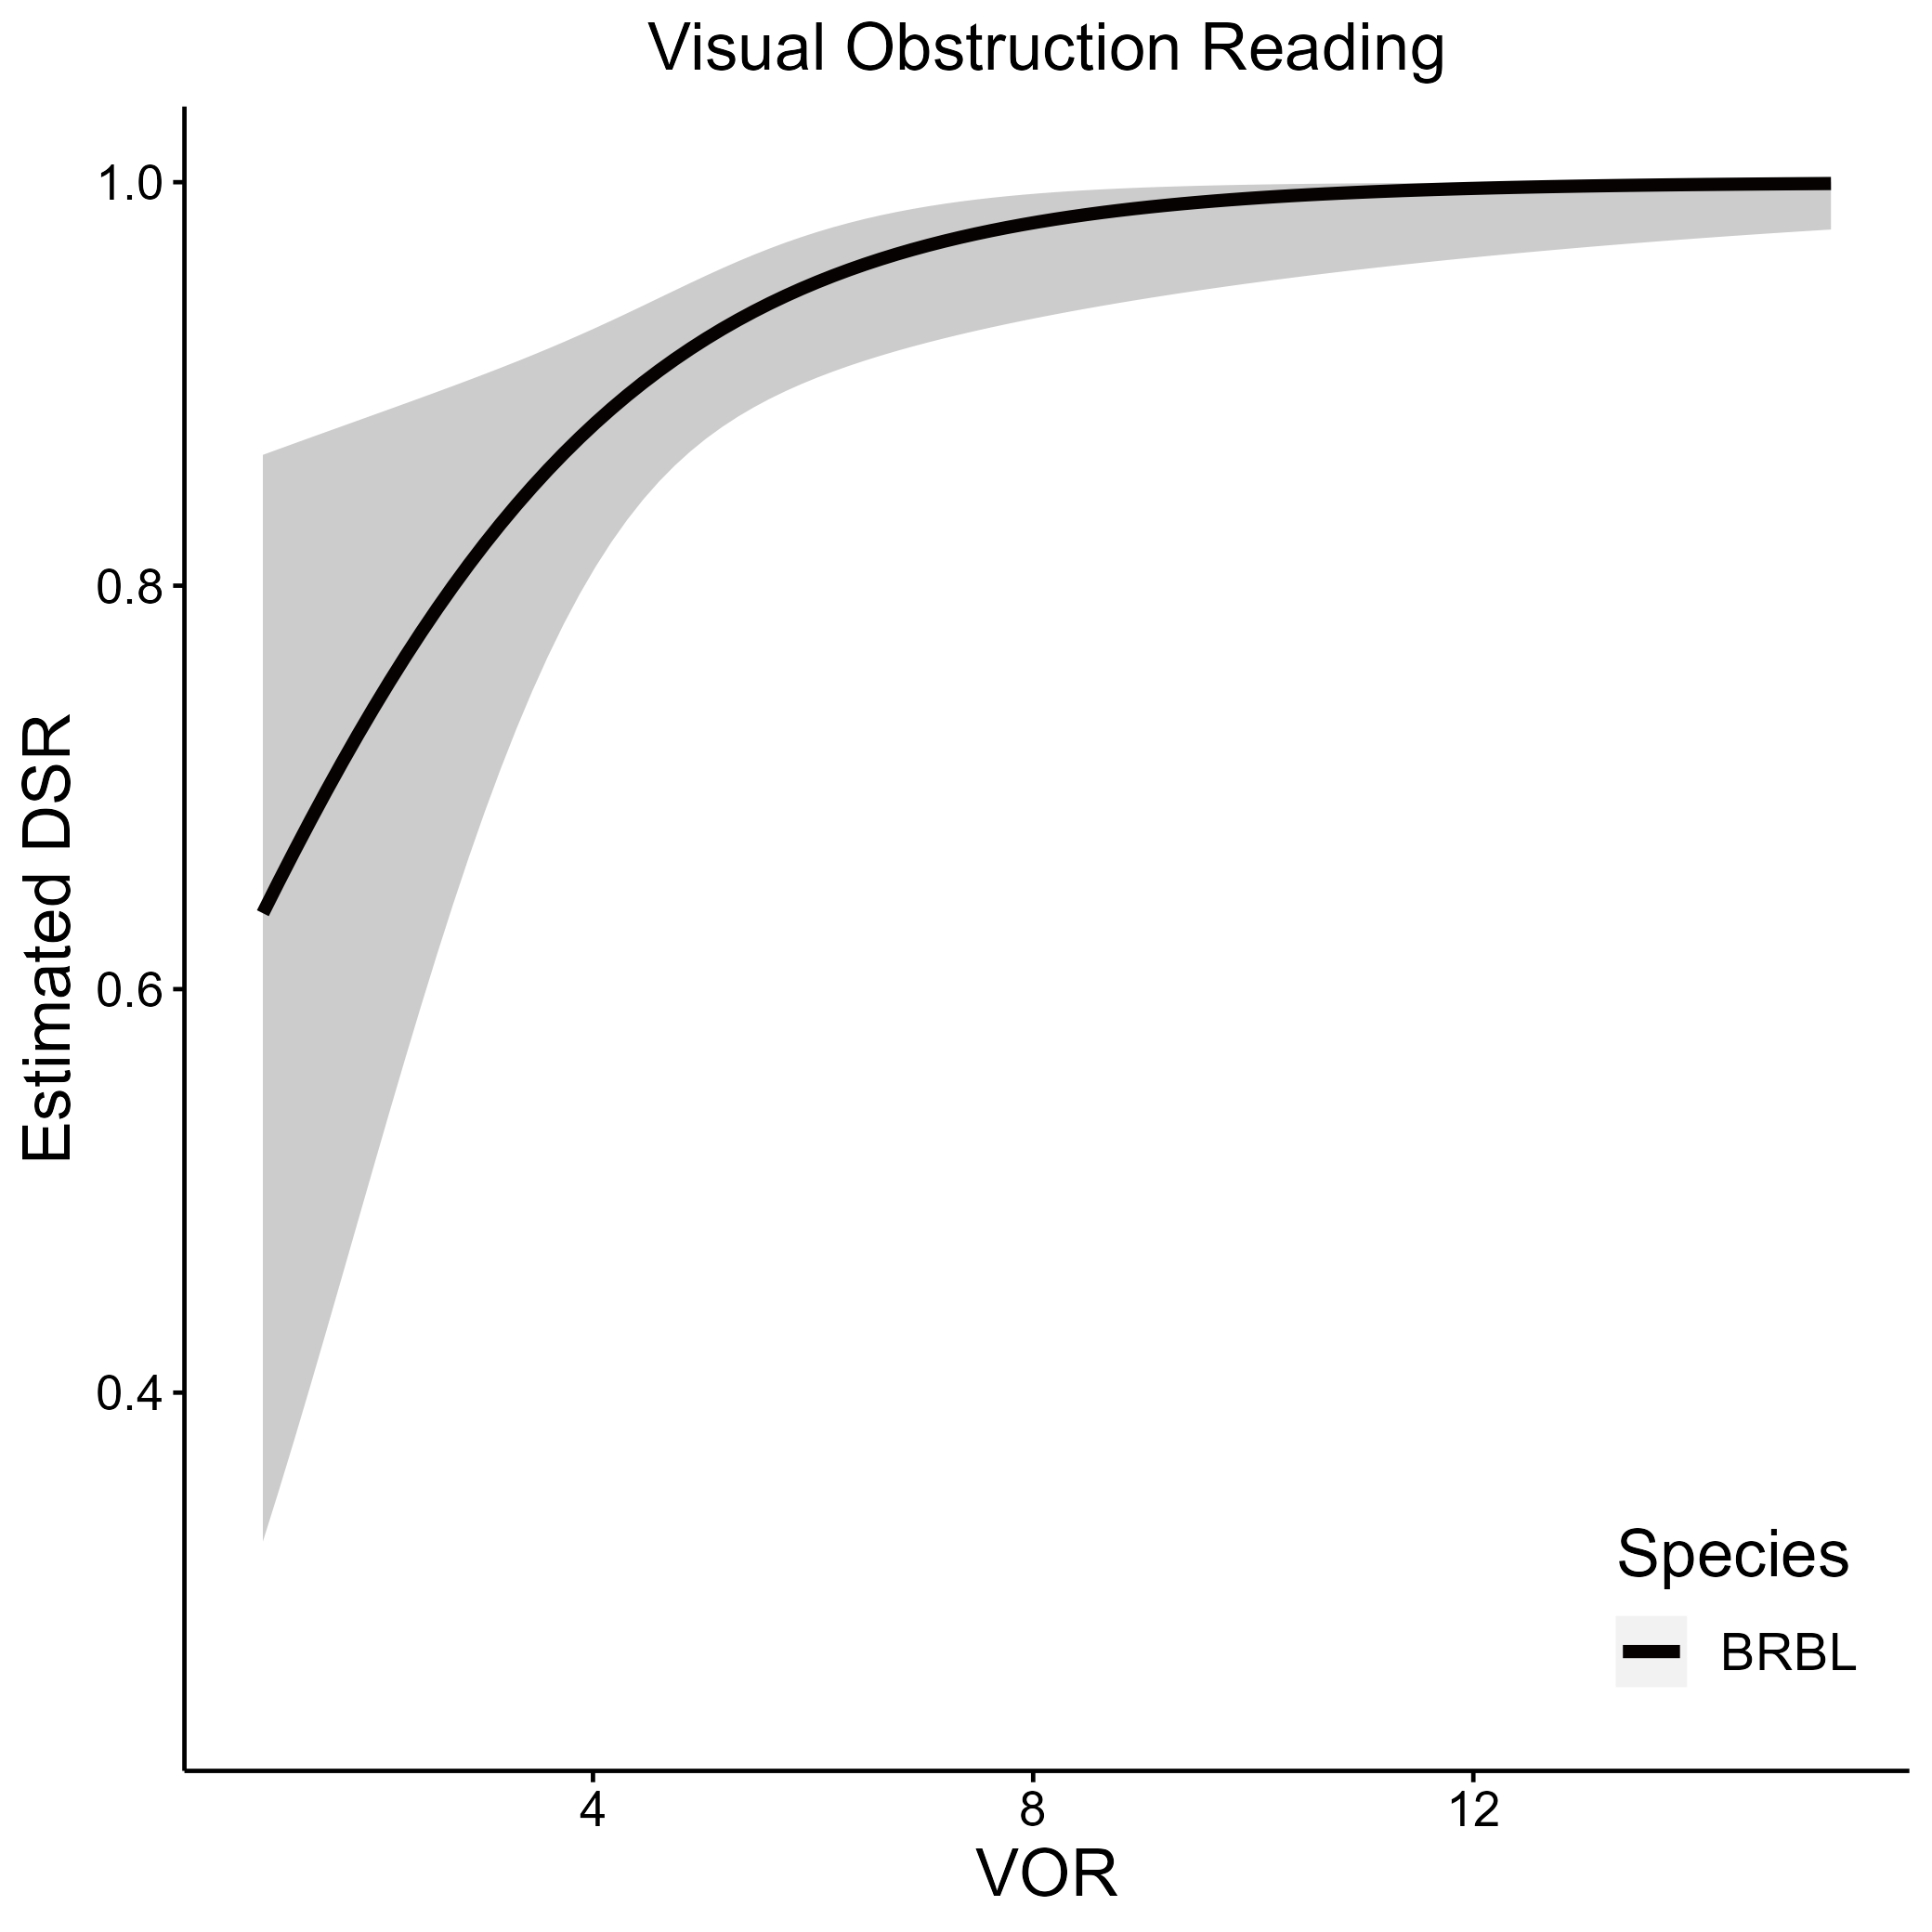 Visual Obstruction Reading
Estimated DSR
1.0
0.8
0.6
0.4
Species
BRBL
4
8
12
VOR